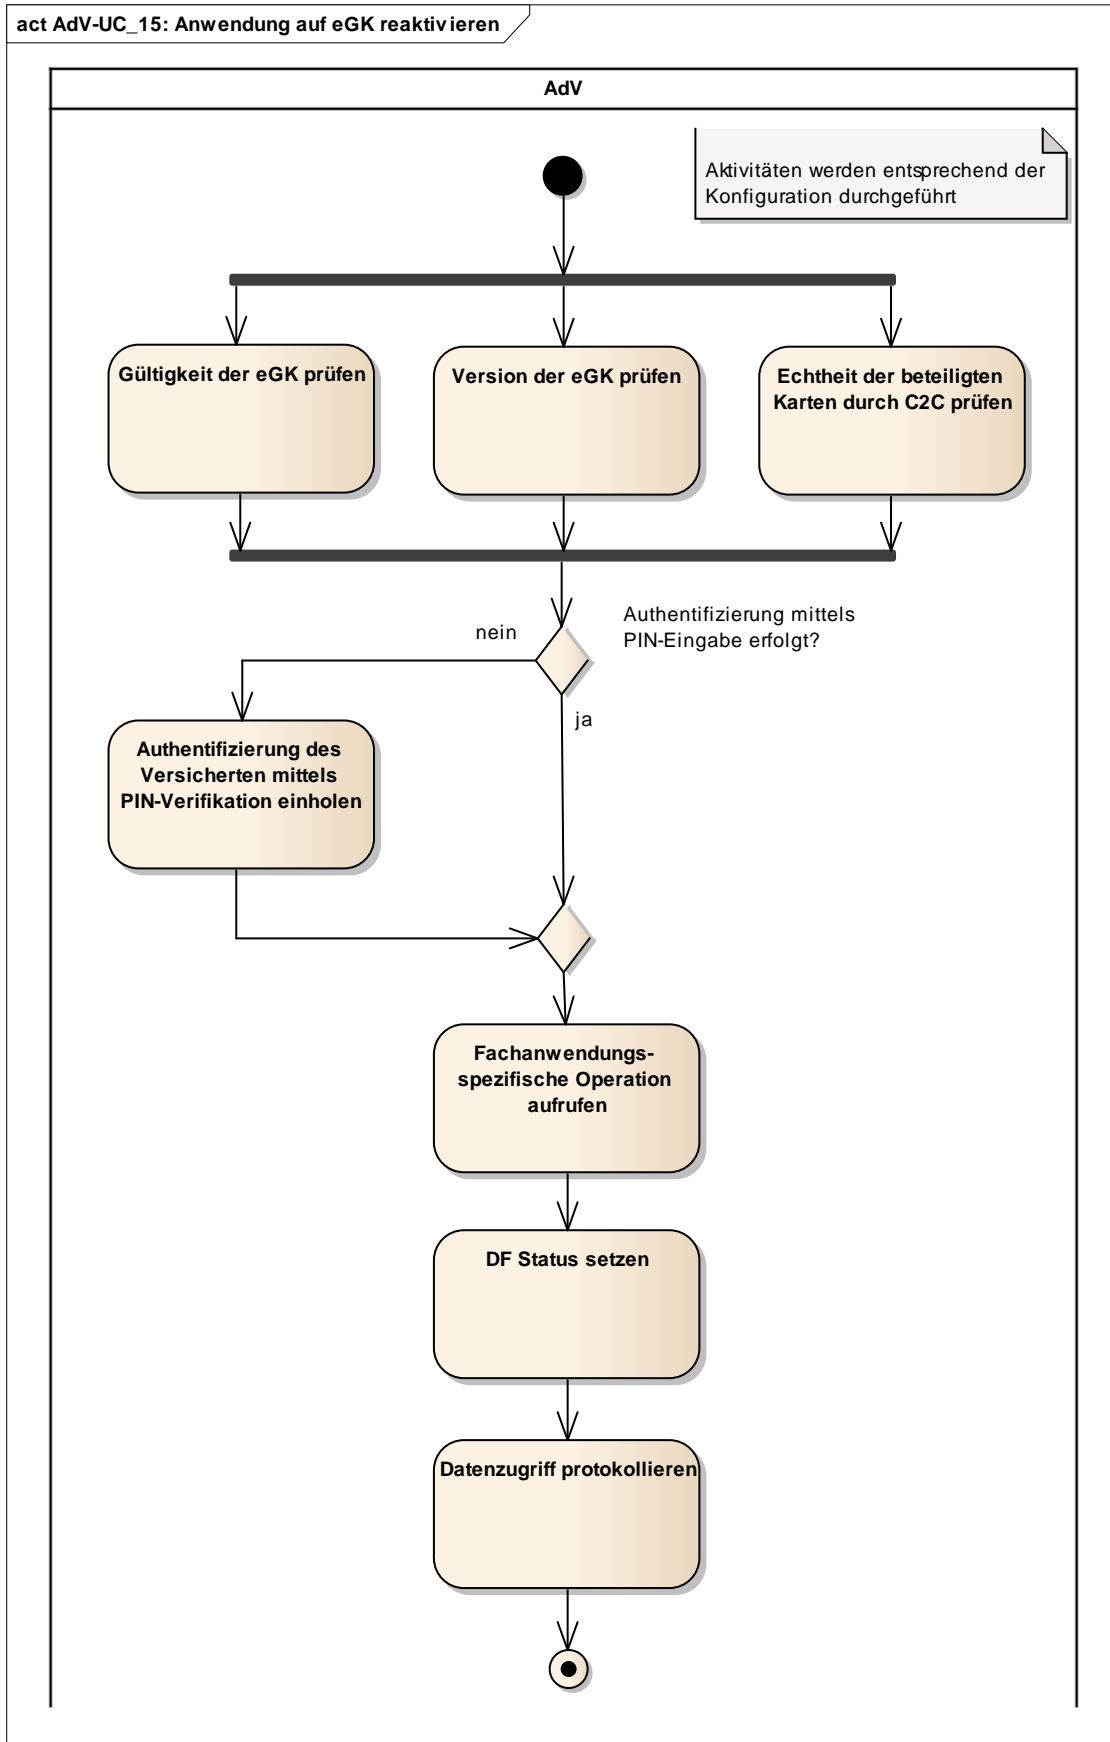 act AdV-UC_15: Anwendung auf eGK reaktivieren
AdV
Aktivitäten werden entsprechend der
Konfiguration durchgeführt
Gültigkeit der eGK prüfen
Version der eGK prüfen
Echtheit der beteiligten
Karten durch C2C prüfen
Authentifizierung mittels
PIN-Eingabe erfolgt?
nein
ja
Authentifizierung des
Versicherten mittels
PIN-Verifikation einholen
Fachanwendungs-
spezifische Operation
aufrufen
DF Status setzen
Datenzugriff protokollieren